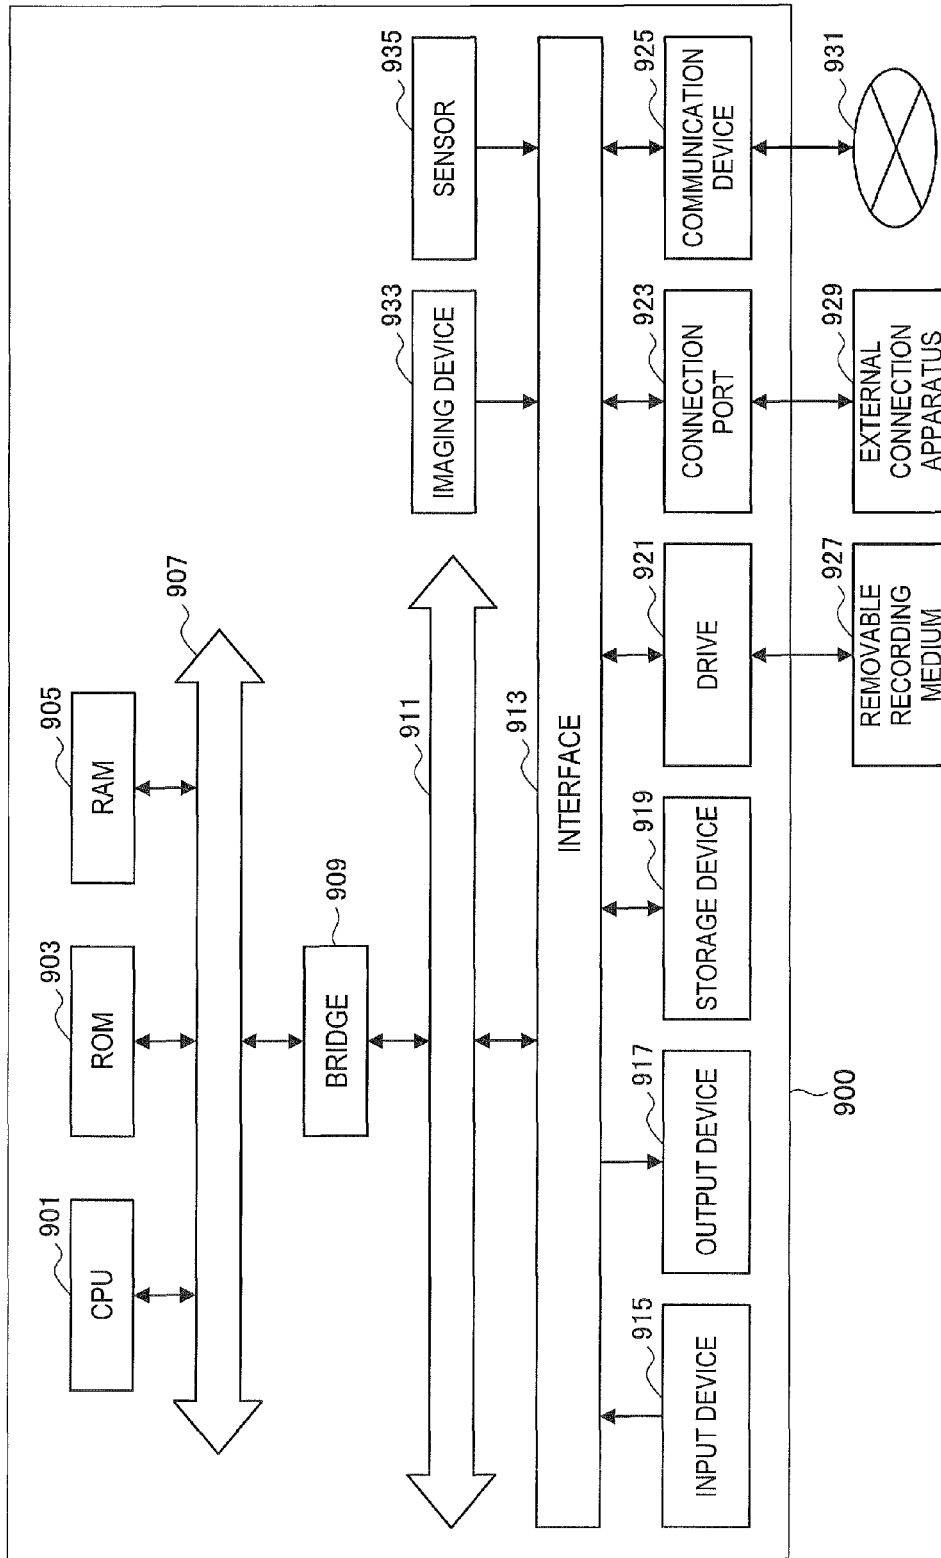 901
CPU
903
ROM
905
RAM
907
909
BRIDGE
911
933
IMAGING DEVICE
935
SENSOR
913
INTERFACE
915
INPUT DEVICE
917
OUTPUT DEVICE
919
STORAGE DEVICE
921
DRIVE
923
CONNECTION
PORT
925
COMMUNICATION
DEVICE
900
927
REMOVABLE
RECORDING
MEDIUM
929
EXTERNAL
CONNECTION
APPARATUS
931